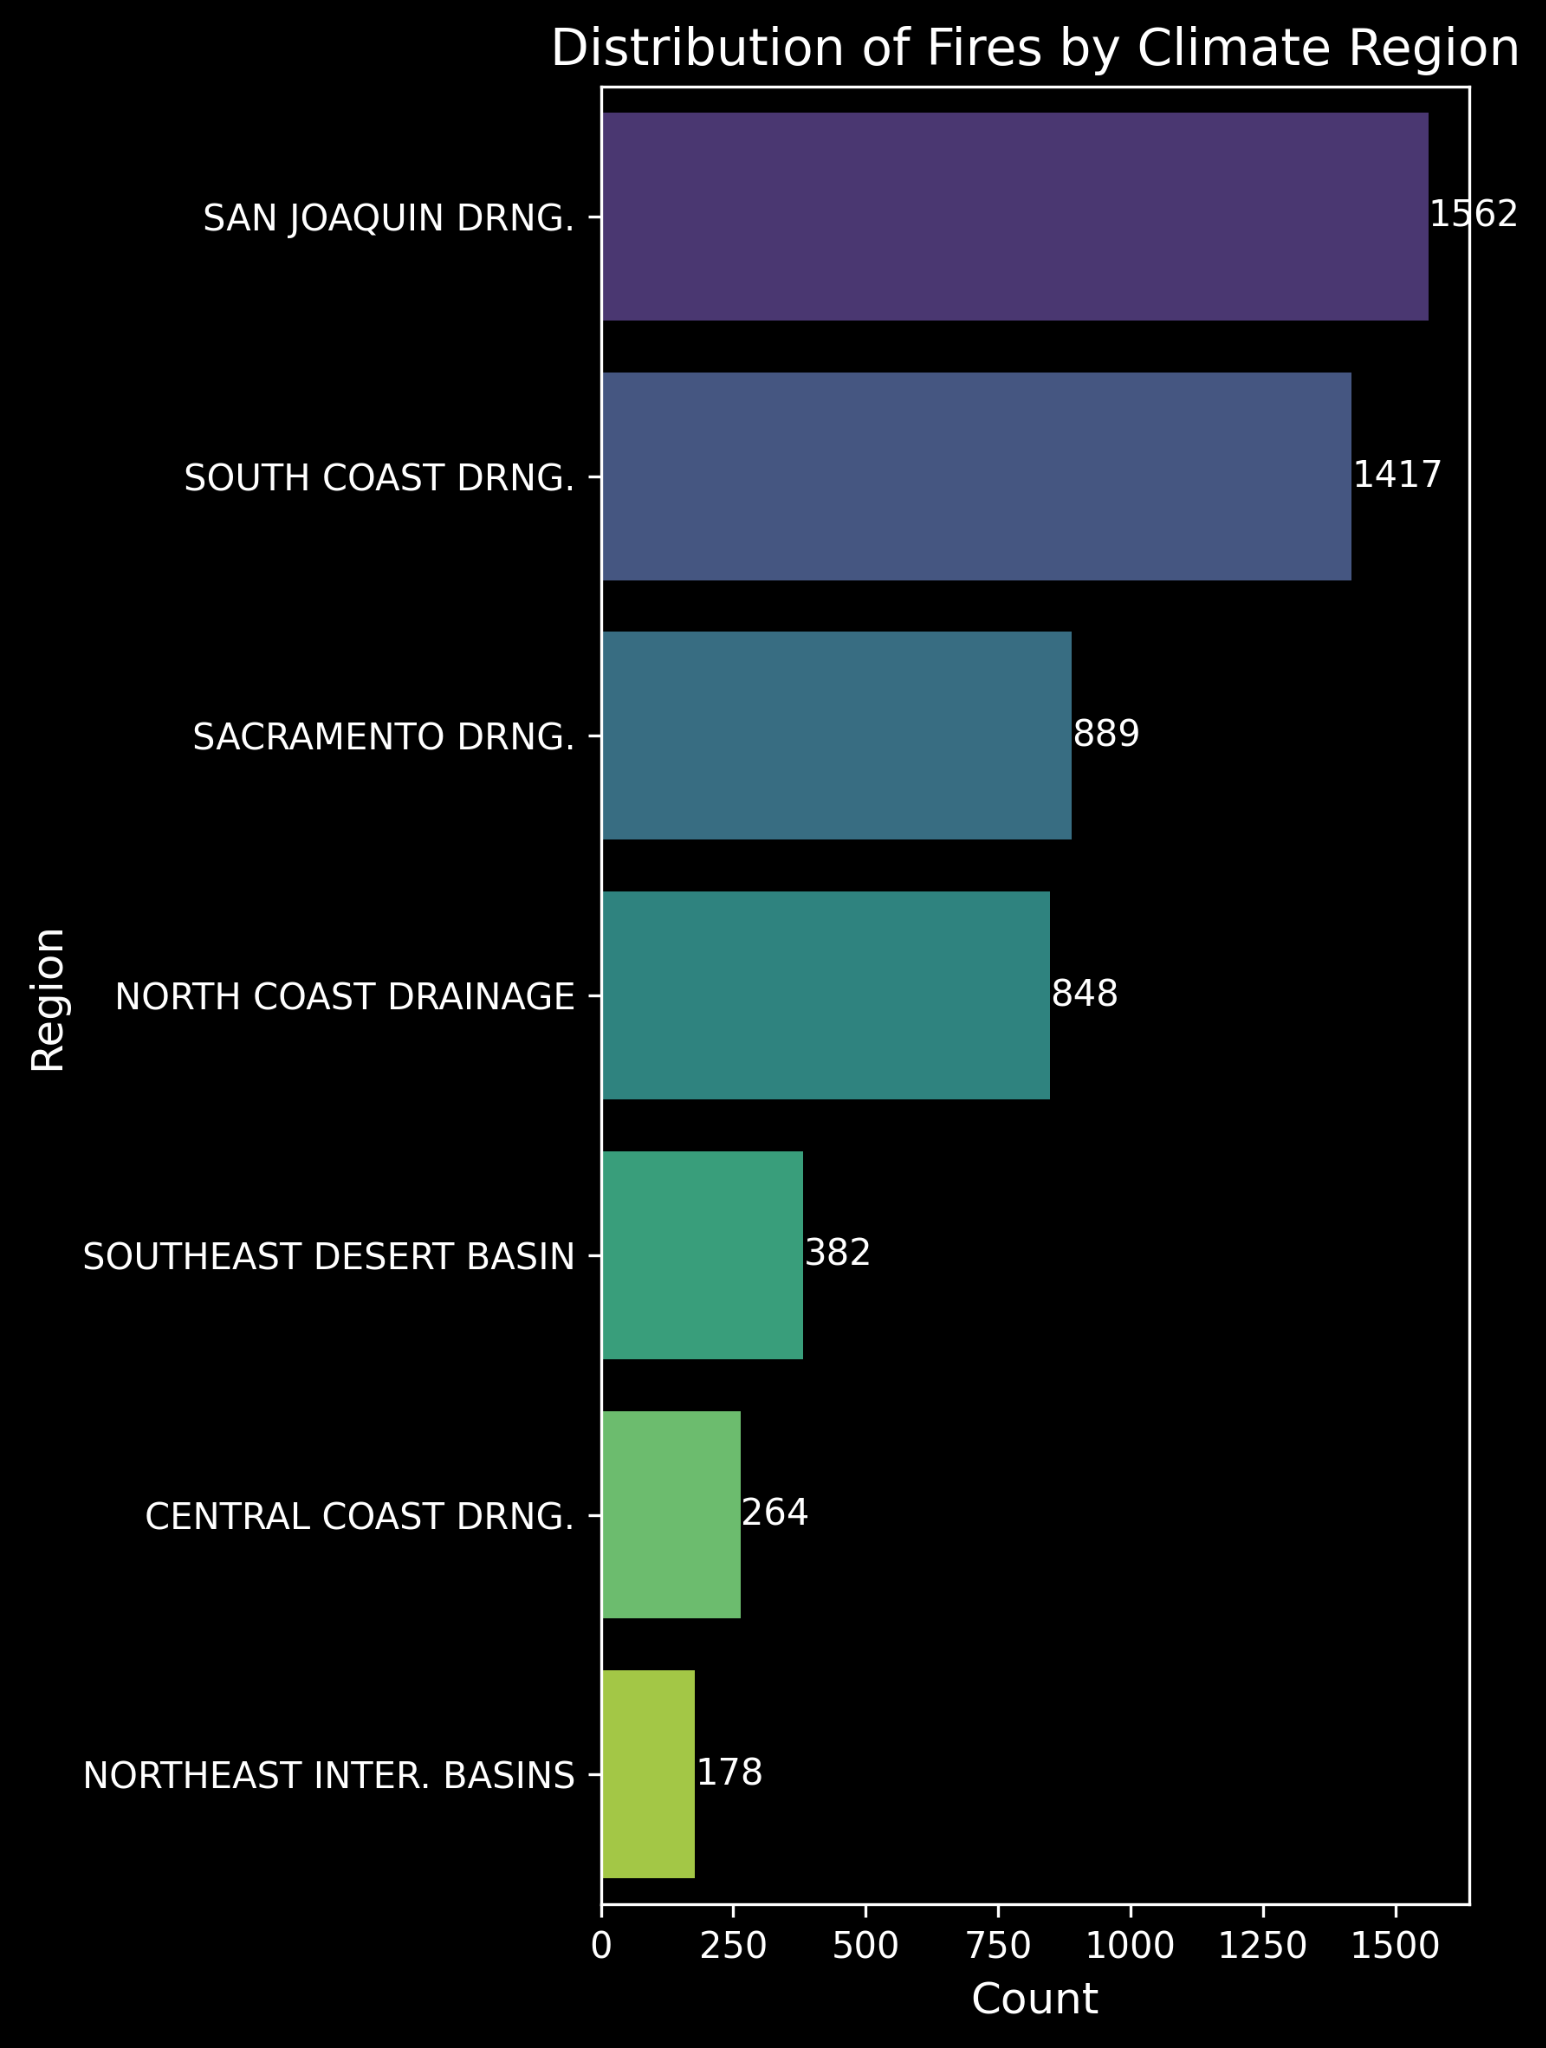 Distribution of Fires by Climate Region
SAN JOAQUIN DRNG.
1562
SOUTH COAST DRNG.
1417
SACRAMENTO DRNG.
889
NORTH COAST DRAINAGE
848
SOUTHEAST DESERT BASIN
382
CENTRAL COAST DRNG.
264
NORTHEAST INTER. BASINS
178
Region
0 250 500 750 1000 1250 1500
Count